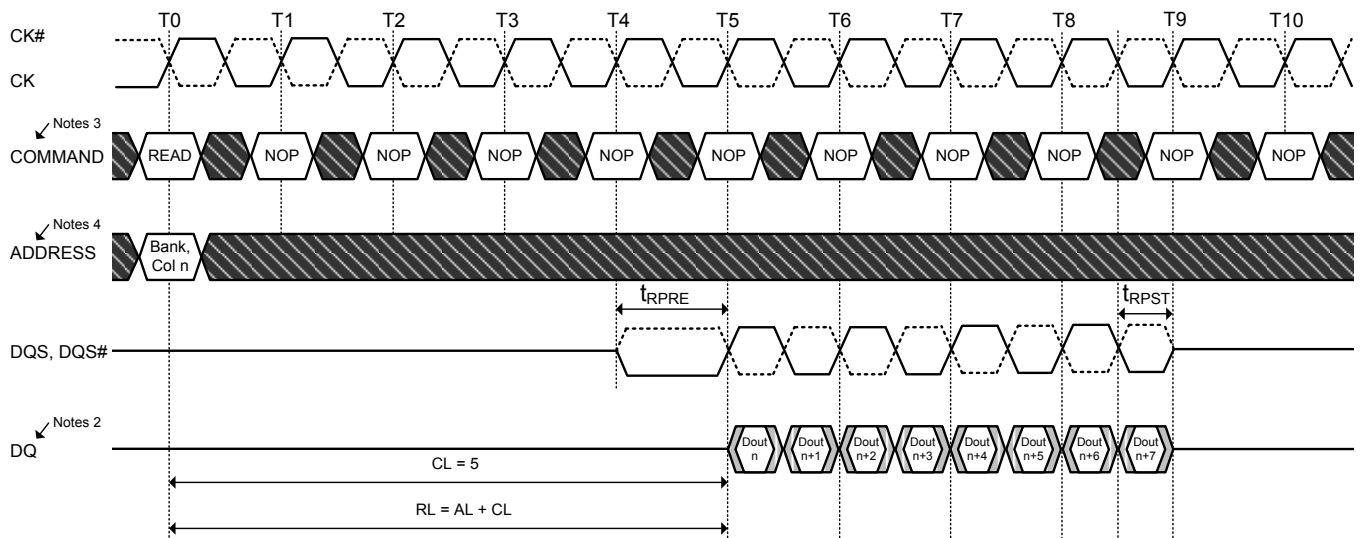 T0 T1 T2 T3 T4 T5 T6 T7 T8 T9 T10
CK#
CK
Notes 3
COMMAND READ NOP NOP NOP NOP NOP NOP NOP NOP NOP NOP
Notes 4
ADDRESS
Bank,
Col n
tRPRE tRPST
DQS, DQS#
Notes 2
DQ
Dout Dout Dout Dout Dout Dout Dout Dout
n n+1 n+2 n+3 n+4 n+5 n+6 n+7
CL = 5
RL = AL + CL